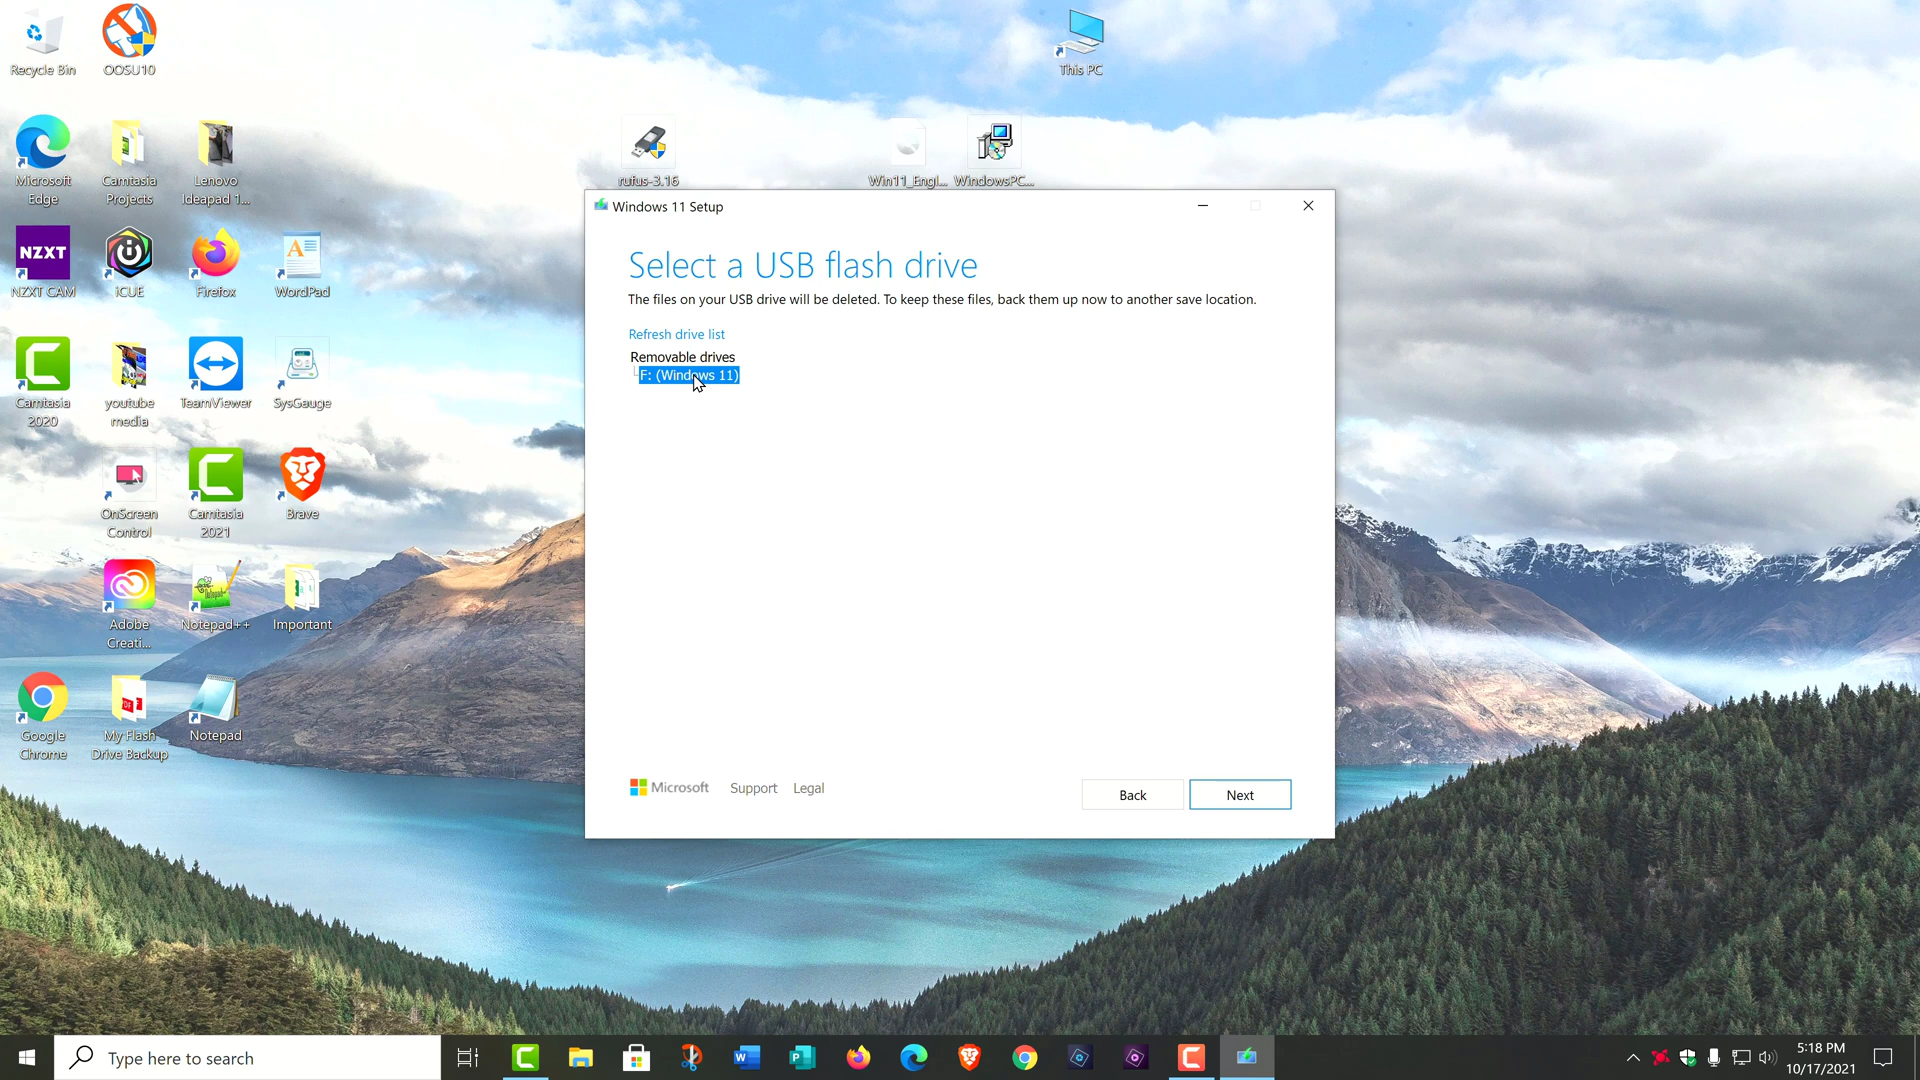 Recycle Bin
OOSU10
This PC
Microsoft
Edge
Camtasia
Projects
Lenovo
Ideapad 1...
rufus-3.16
Win11_Engl...
WindowsPC...
NZXT
NZXT CAM
iCUE
Firefox
WordPad
Camtasia
2020
youtube
media
TeamViewer
SysGauge
OnScreen
Control
Camtasia
2021
Brave
Adobe
Creati...
Notepad++
Important
Google
Chrome
My Flash
Drive Backup
Notepad
Windows 11 Setup
Select a USB flash drive
The files on your USB drive will be deleted. To keep these files, back them up now to another save location.
Refresh drive list
Removable drives
F: (Windows 11)
Microsoft
Support
Legal
Back
Next
Type here to search
5:18 PM
10/17/2021